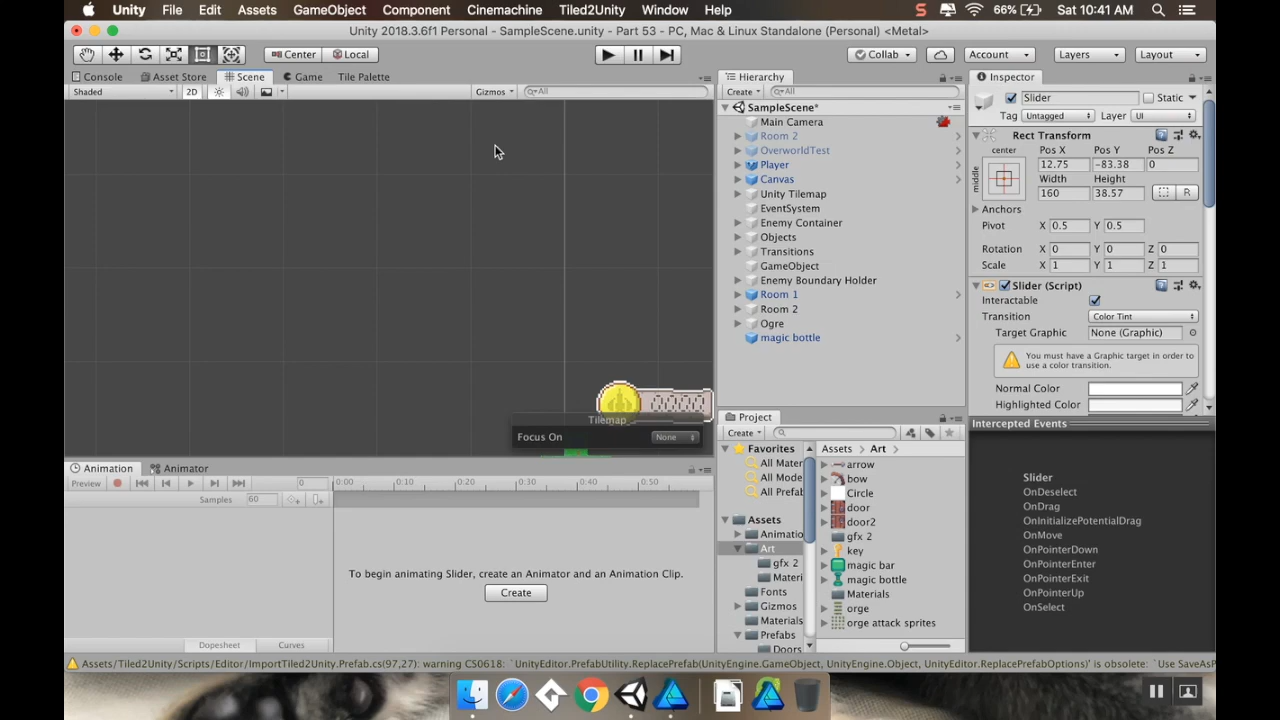 Unity File Edit Assets GameObject Component Cinemachine Tiled2Unity Window Help S 66% Sat 10:41 AM
Unity 2018.3.6f1 Personal - SampleScene.unity - Part 53 - PC, Mac & Linux Standalone (Personal) <Metal>
Center Local Collab Account Layers Layout
Console Asset Store Scene Game Tile Palette
Shaded 2D Gizmos All
Hierarchy
Create All
SampleScene*
Main Camera
Room 2
OverworldTest
Player
Canvas
Unity Tilemap
EventSystem
Enemy Container
Objects
Transitions
GameObject
Enemy Boundary Holder
Room 1
Room 2
Ogre
magic bottle
Inspector
Slider Static
Tag Untagged Layer UI
Rect Transform
center Pos X Pos Y Pos Z
middle 12.75 -83.38 0
Width Height
160 38.57 R
Anchors
Pivot X 0.5 Y 0.5
Rotation X 0 Y 0 Z 0
Scale X 1 Y 1 Z 1
Slider (Script)
Interactable
Transition Color Tint
Target Graphic None (Graphic)
You must have a Graphic target in order to
use a color transition.
Normal Color
Highlighted Color
Intercepted Events
Slider
OnDeselect
OnDrag
OnInitializePotentialDrag
OnMove
OnPointerDown
OnPointerEnter
OnPointerExit
OnPointerUp
OnSelect
00000
Tilemap
Focus On None
Animation Animator
Preview 0 0:00 0:10 0:20 0:30 0:40 0:50
Samples 60
To begin animating Slider, create an Animator and an Animation Clip.
Create
Dopesheet Curves
Project
Create
Favorites
All Mater
All Mode
All Prefab
Assets
Animatio
Art
gfx 2
Materi
Fonts
Gizmos
Materials
Prefabs
Doors
Assets Art
arrow
bow
Circle
door
door2
gfx 2
key
magic bar
magic bottle
Materials
orge
orge attack sprites
Assets/Tiled2Unity/Scripts/Editor/ImportTiled2Unity.Prefab.cs(97,27): warning CS0618: `UnityEditor.PrefabUtility.ReplacePrefab(UnityEngine.GameObject, UnityEngine.Object, UnityEditor.ReplacePrefabOptions)' is obsolete: `Use SaveAsP